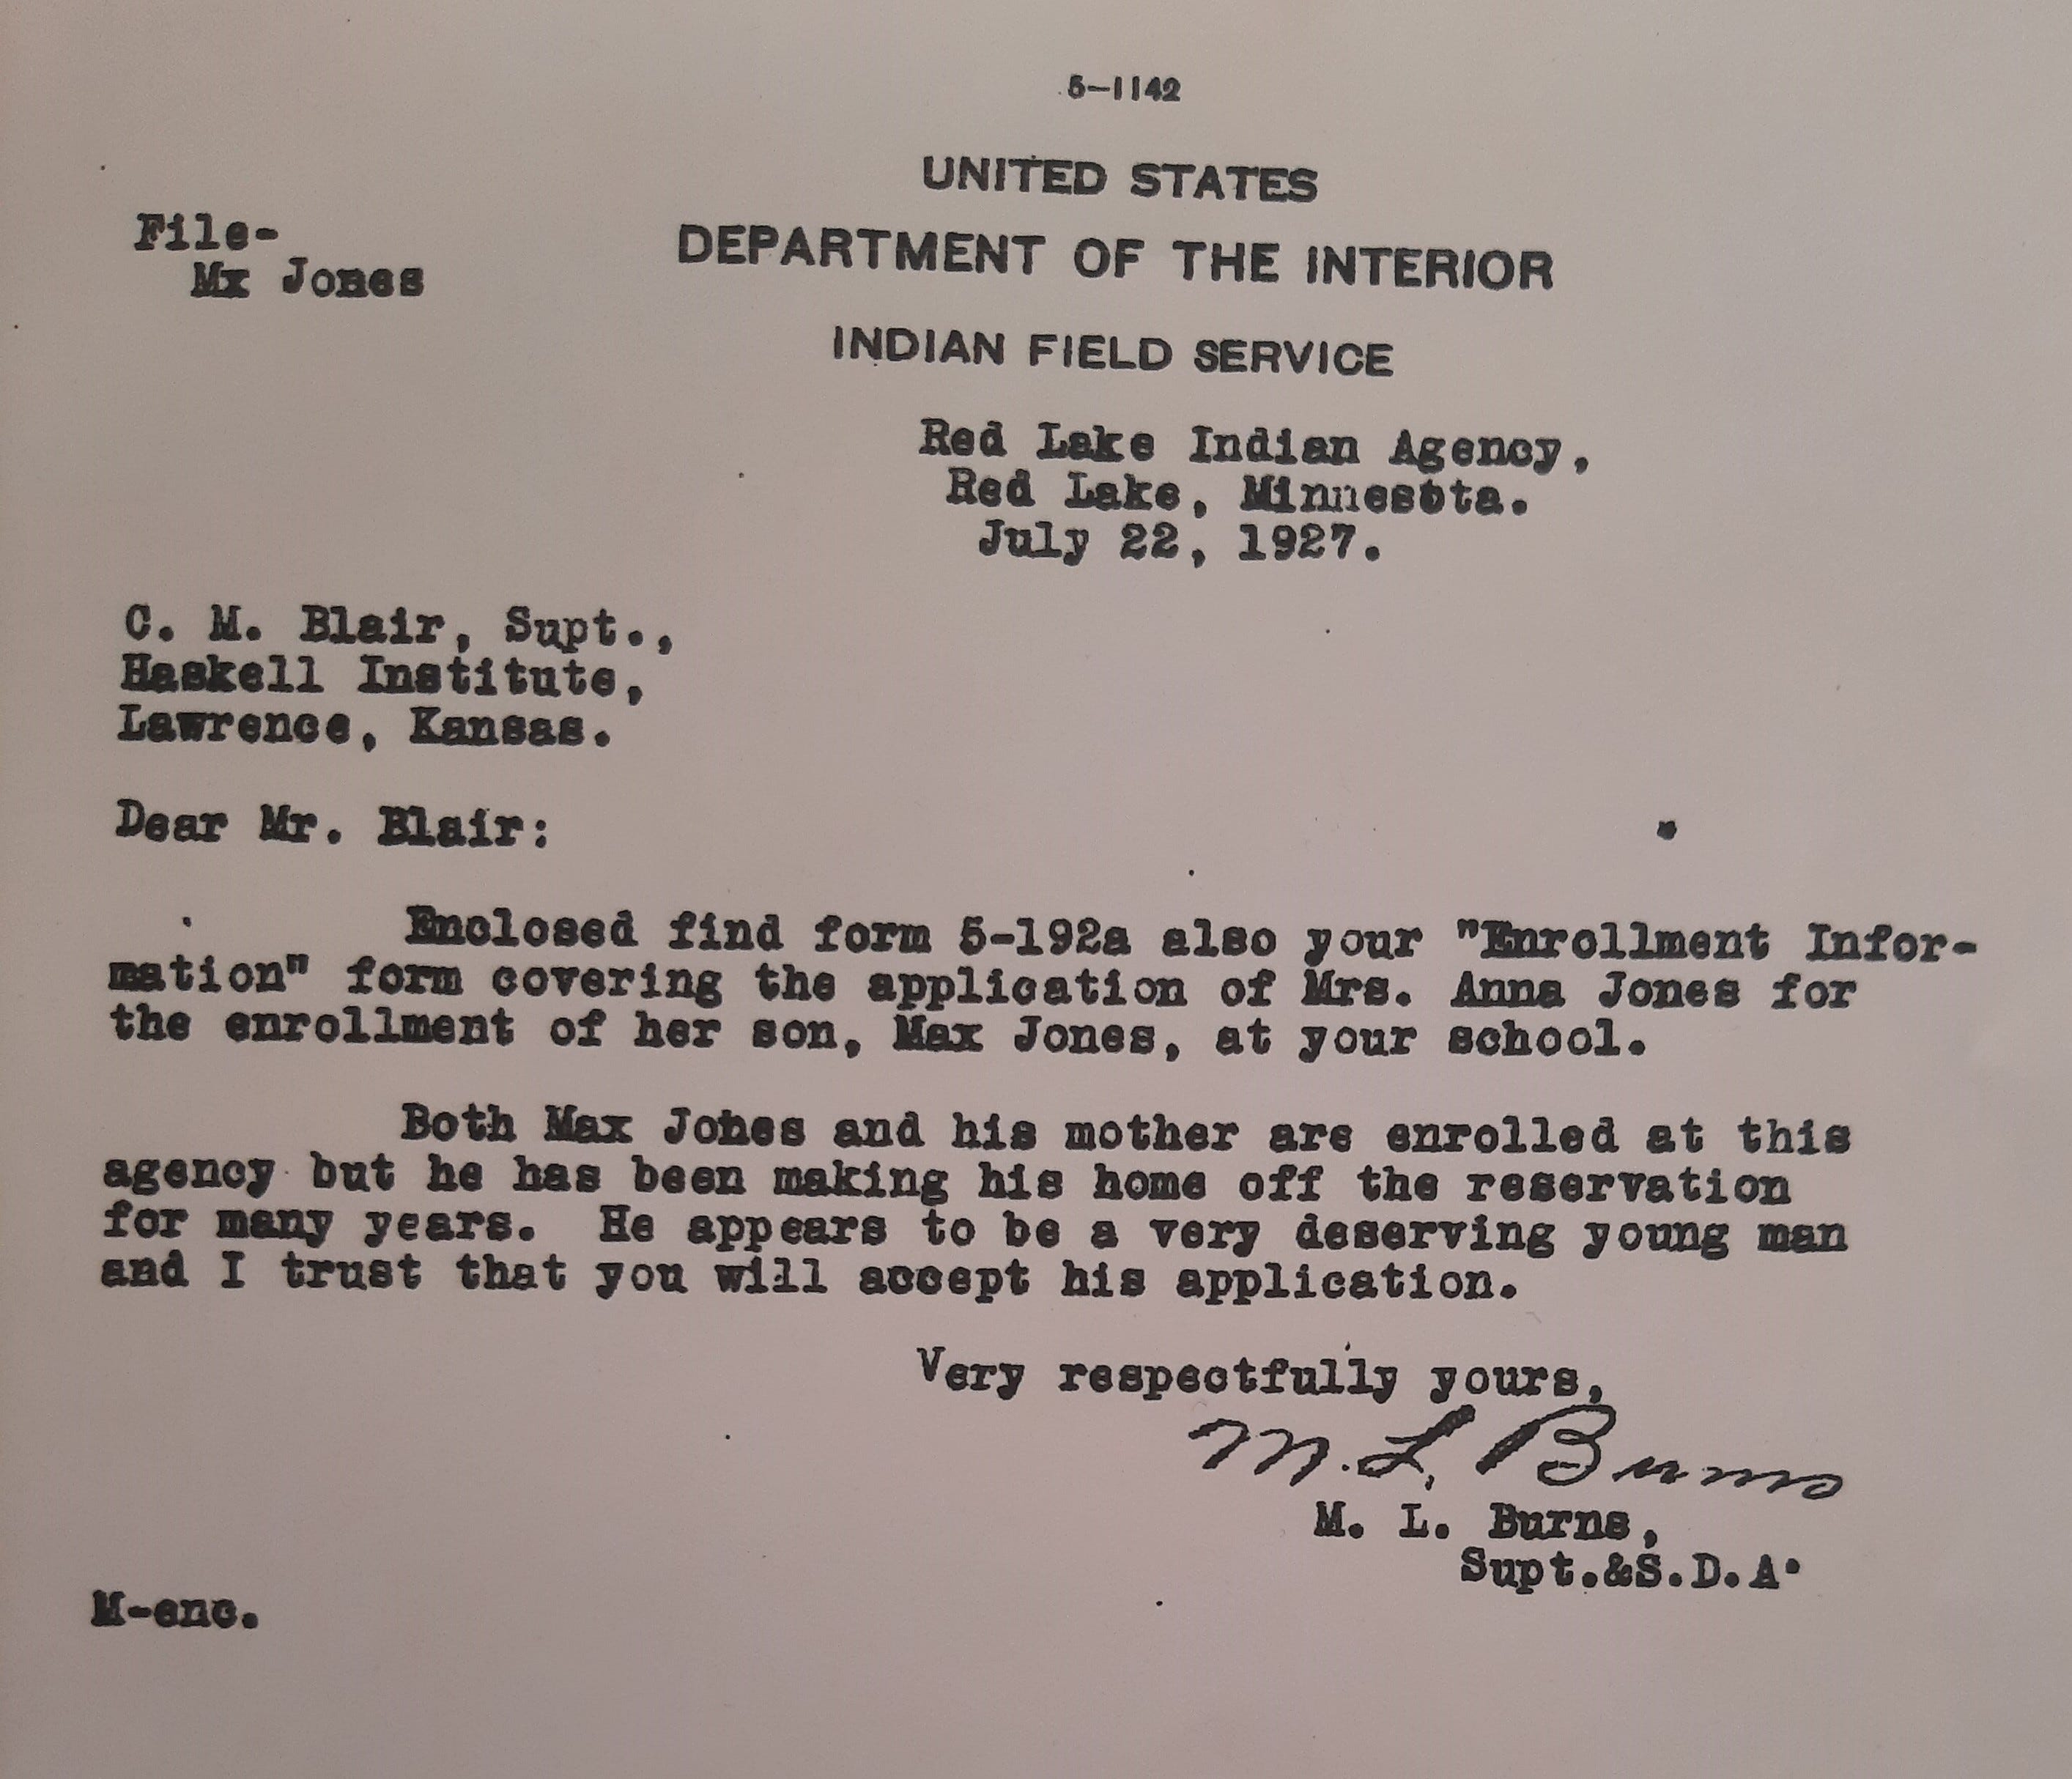 5-1142
UNITED STATES
DEPARTMENT OF THE INTERIOR
INDIAN FIELD SERVICE
File-
Mx Jones
Red Lake Indian Agency,
Red Lake, Minnesota.
July 22, 1927.
C. M. Blair, Supt.,
Haskell Institute,
Lawrence, Kansas.
Dear Mr. Blair:
Enclosed find form 5-192a also your "Enrollment Infor-
mation" form covering the application of Mrs. Anna Jones for
the enrollment of her son, Max Jones, at your school.
Both Max Jones and his mother are enrolled at this
agency but he has been making his home off the reservation
for many years. He appears to be a very deserving young man
and I trust that you will accept his application.
Very respectfully yours,
M. L. Burns
M. L. Burns,
Supt.&S.D.A.
M-enc.